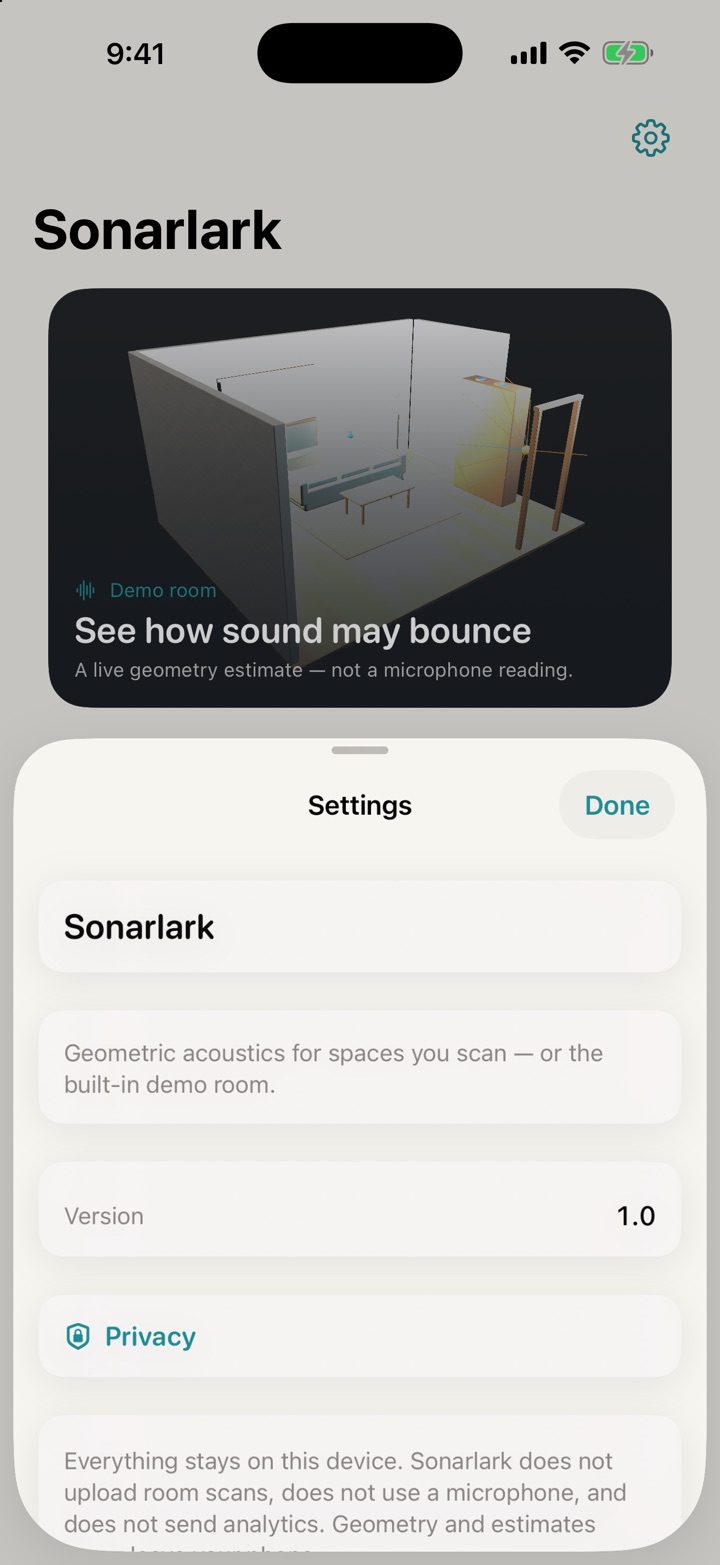 9:41
Sonarlark
Demo room
See how sound may bounce
A live geometry estimate — not a microphone reading.
Settings
Done
Sonarlark
Geometric acoustics for spaces you scan — or the
built-in demo room.
Version
1.0
Privacy
Everything stays on this device. Sonarlark does not
upload room scans, does not use a microphone, and
does not send analytics. Geometry and estimates